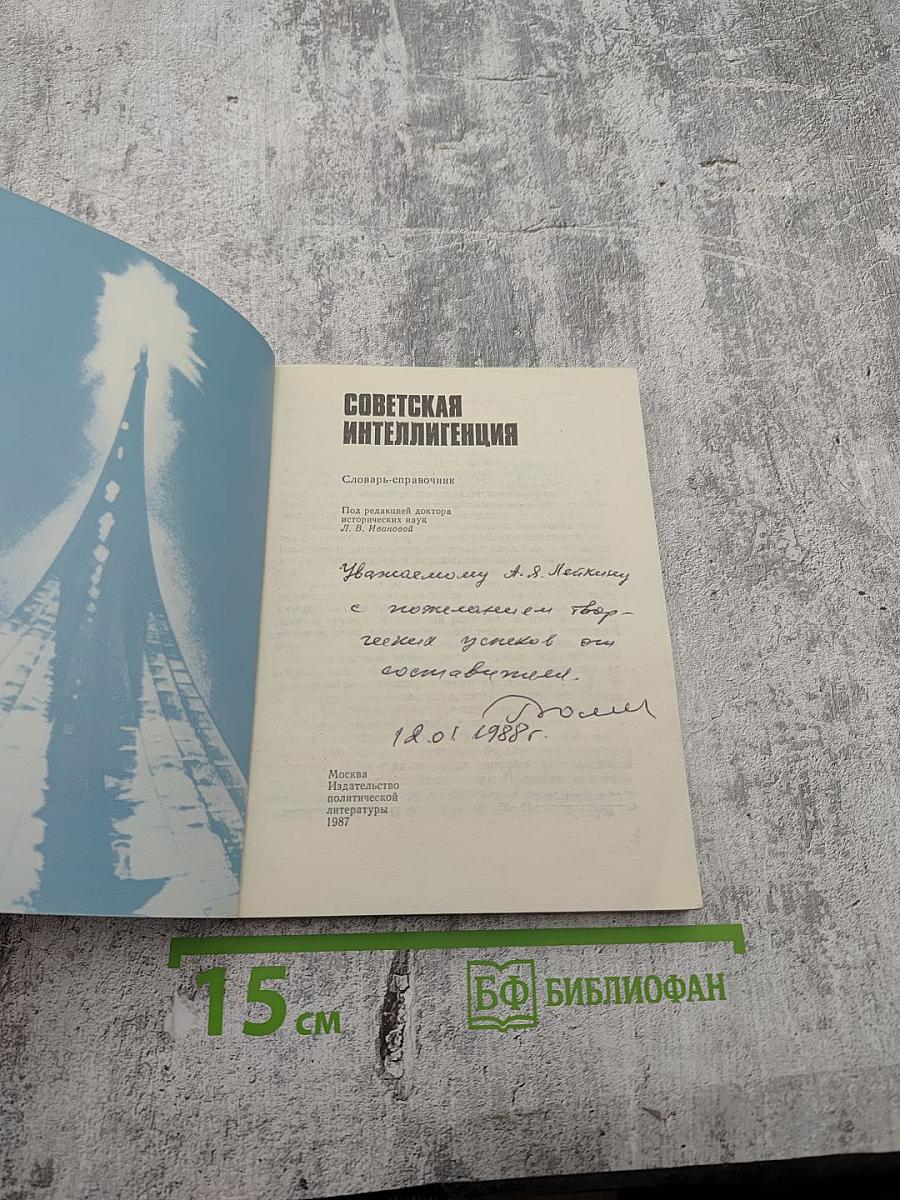 СОВЕТСКАЯ
ИНТЕЛЛИГЕНЦИЯ
Словарь-справочник
Под редакцией доктора
исторических наук
Л. В. Ивановой
Уважаемому А.Я. Лейкину
с пожеланием твор-
ческих успехов от
составителя.
12.01 1988г.
Москва
Издательство
политической
литературы
1987
15 см
БФ БИБЛИОФАН